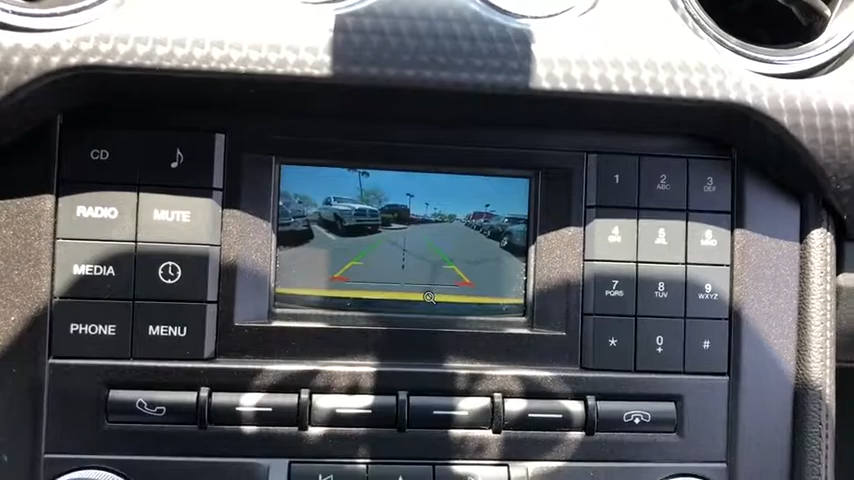 CD
RADIO MUTE
MEDIA
PHONE MENU
1 2 ABC 3 DEF
4 GHI 5 JKL 6 MNO
7 PQRS 8 TUV 9 WXYZ
* 0 + #